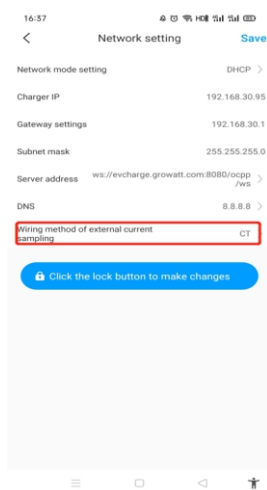 16:37
Network setting
Save
Network mode setting
DHCP
Charger IP
192.168.30.95
Gateway settings
192.168.30.1
Subnet mask
255.255.255.0
Server address
ws://evcharge.growatt.com:8080/ocpp
/ws
DNS
8.8.8.8
Wiring method of external current
sampling
CT
Click the lock button to make changes